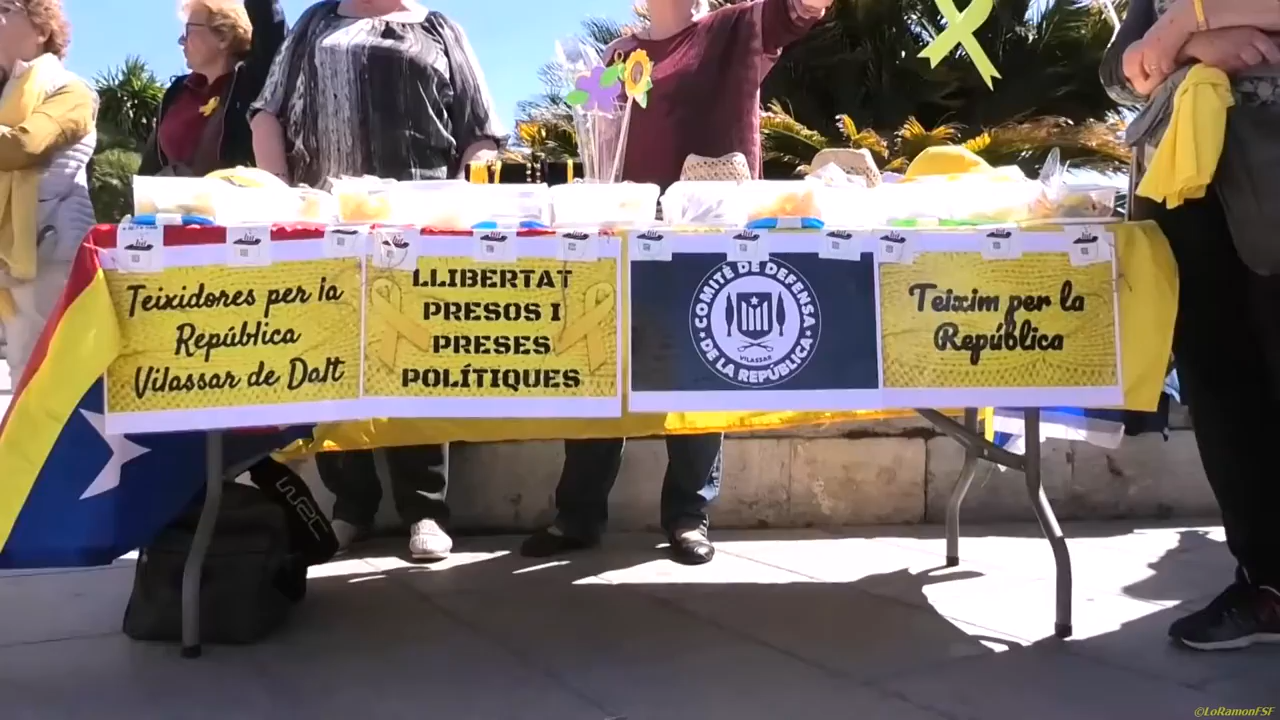 Teixidores per la
República
Vilassar de Dalt
LLIBERTAT
PRESOS I
PRESES
POLÍTIQUES
COMITÈ DE DEFENSA
DE LA REPÚBLICA
VILASSAR
Teixim per la
República
WRC
©LoRamonFSF